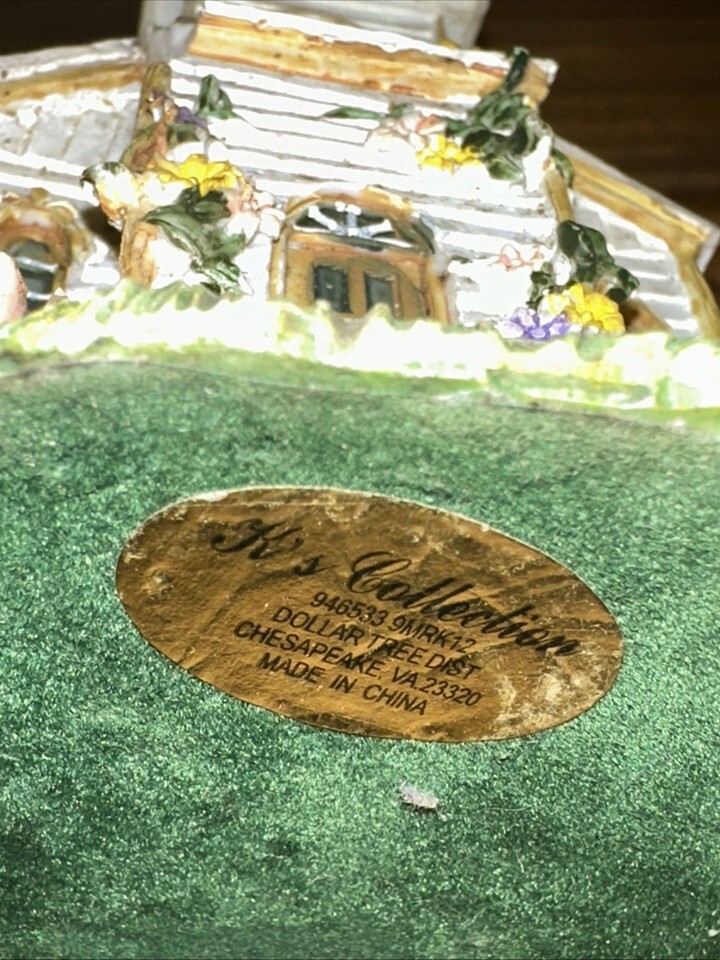 K's Collection
946533 9MRK12
DOLLAR TREE DIST
CHESAPEAKE, VA.23320
MADE IN CHINA